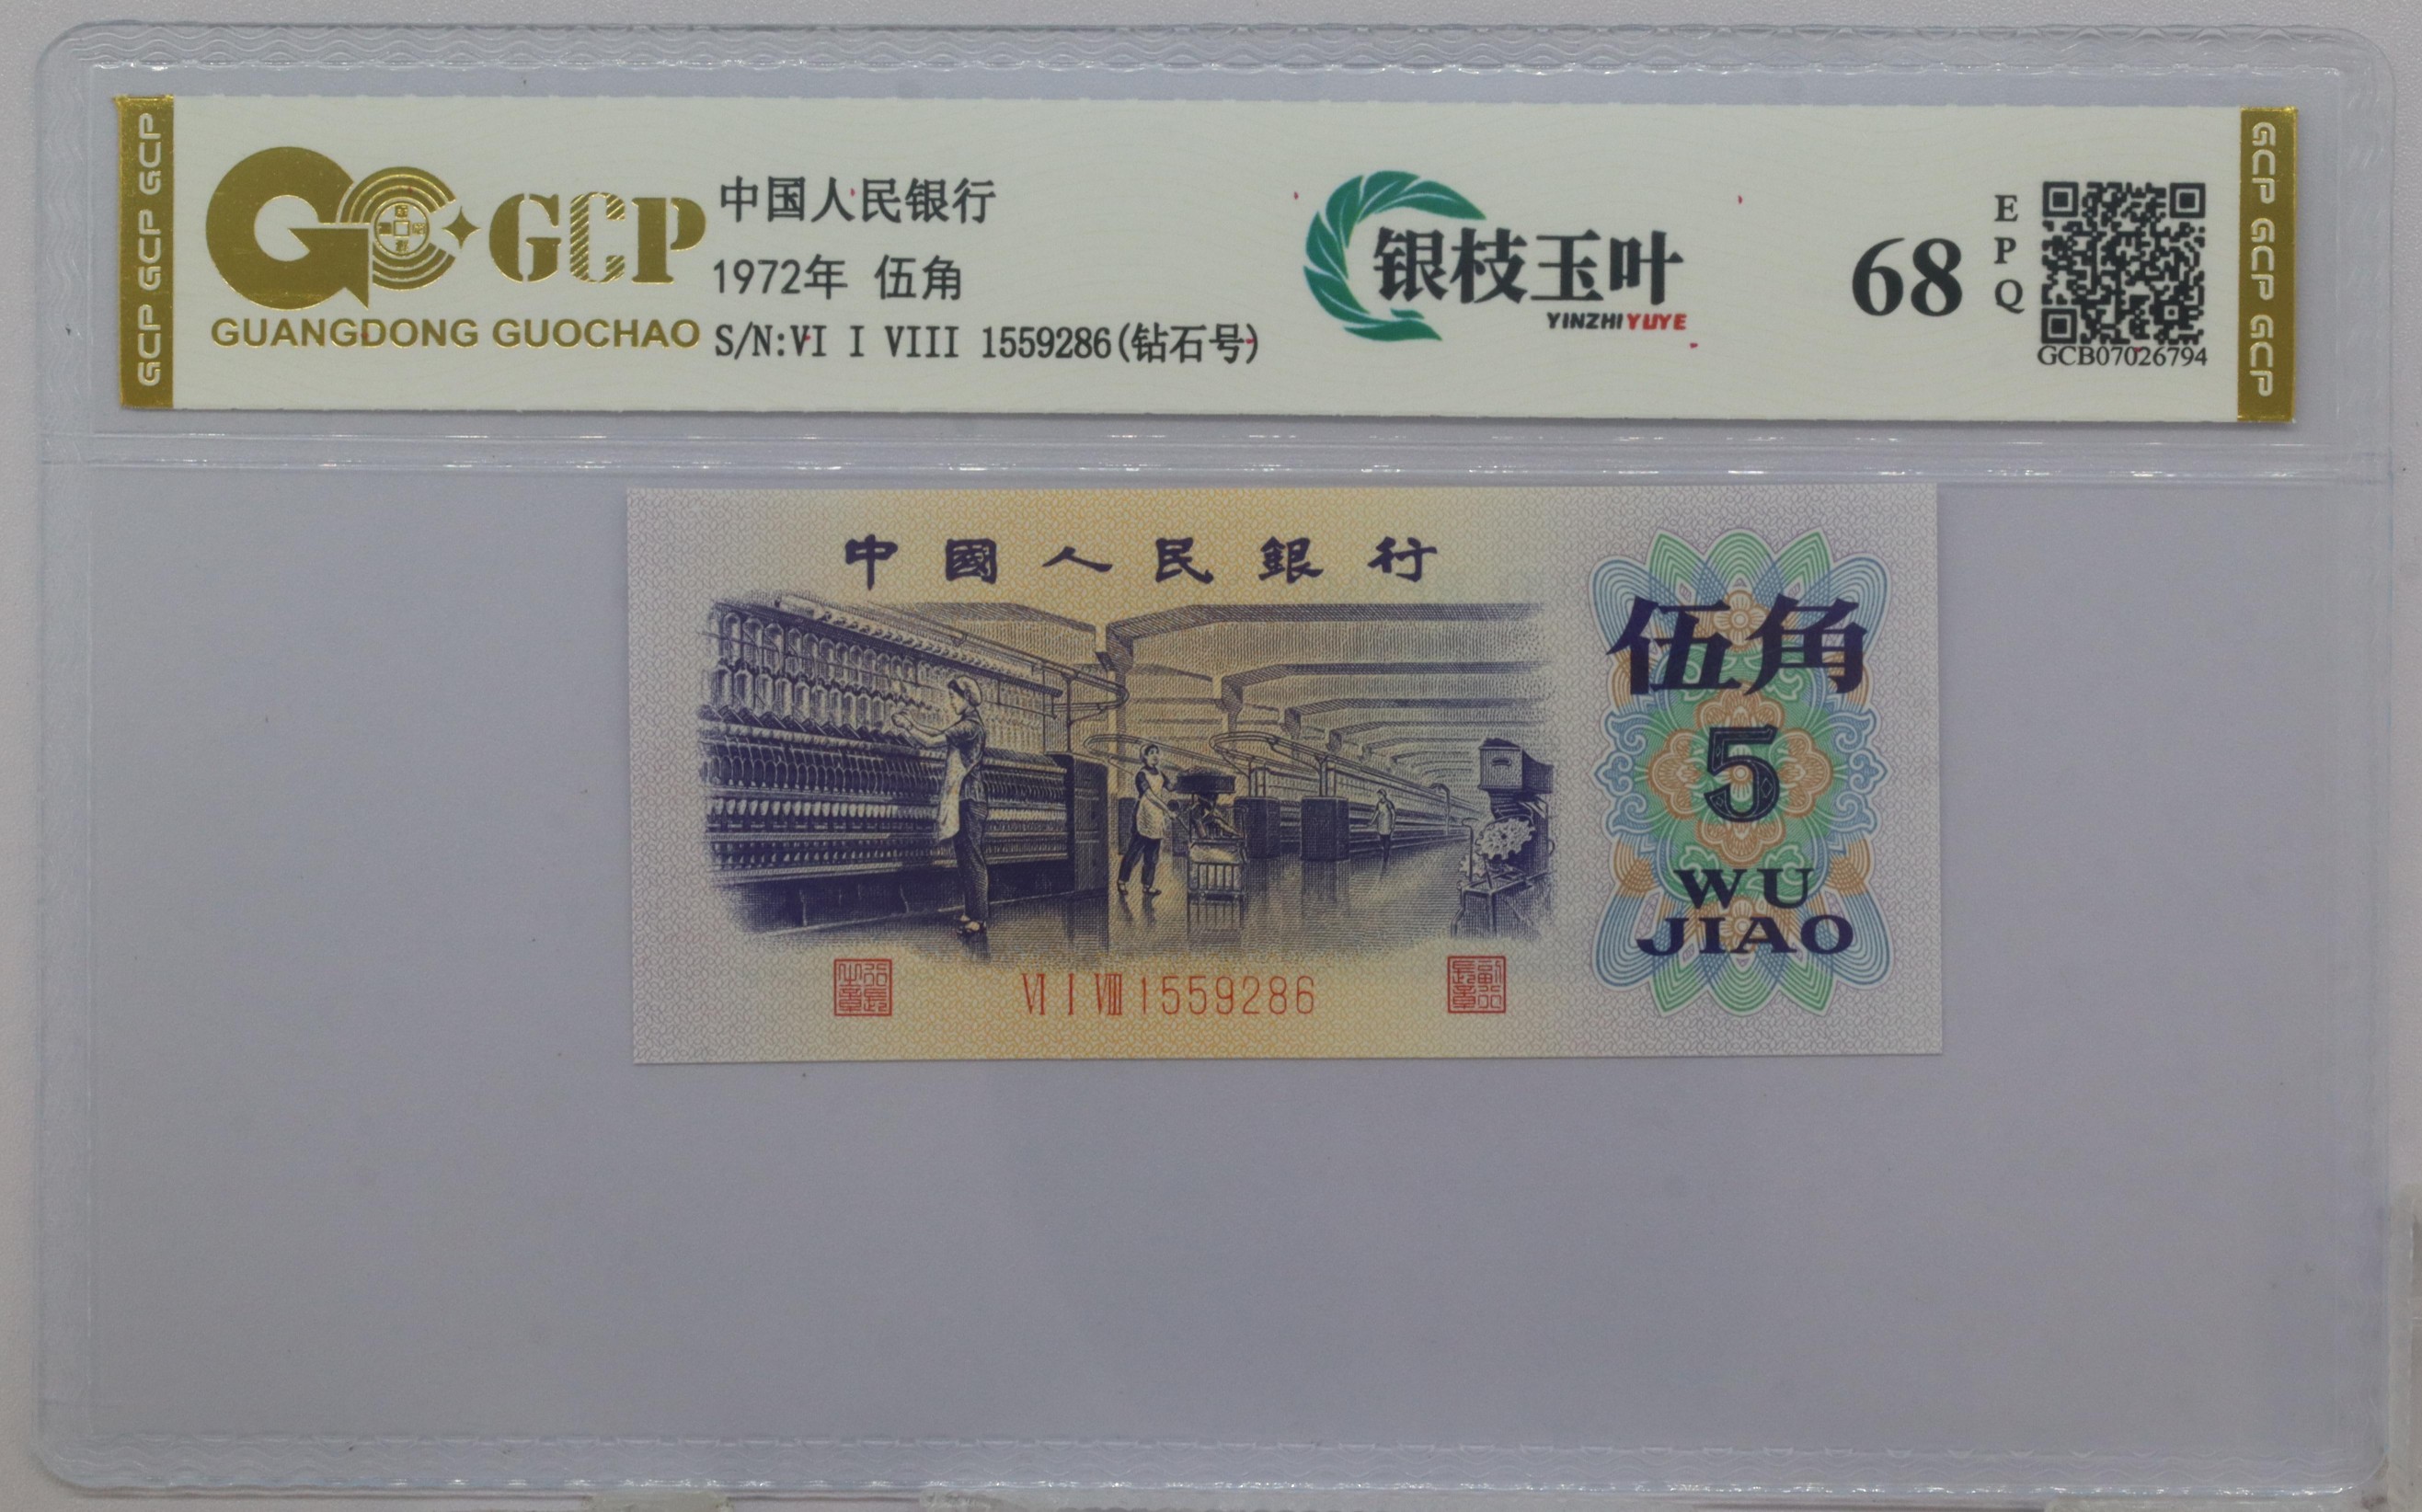 GCP GCP GCP
GCP
GUANGDONG GUOCHAO
中国人民银行
1972年 伍角
S/N:VI I VIII 1559286(钻石号)
银枝玉叶
YINZHIYUYE
68
EPQ
GCB07026794
GCP GCP GCP
中國人民銀行
伍角
5
WU
JIAO
VI I VIII 1559286